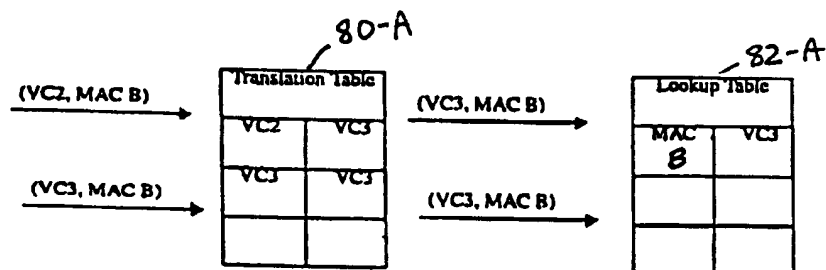 80-A
82-A
Translation Table
Lookup Table
(VC2, MAC B)
(VC3, MAC B)
VC2 VC3
MAC B VC3
VC3 VC3
(VC3, MAC B)
(VC3, MAC B)